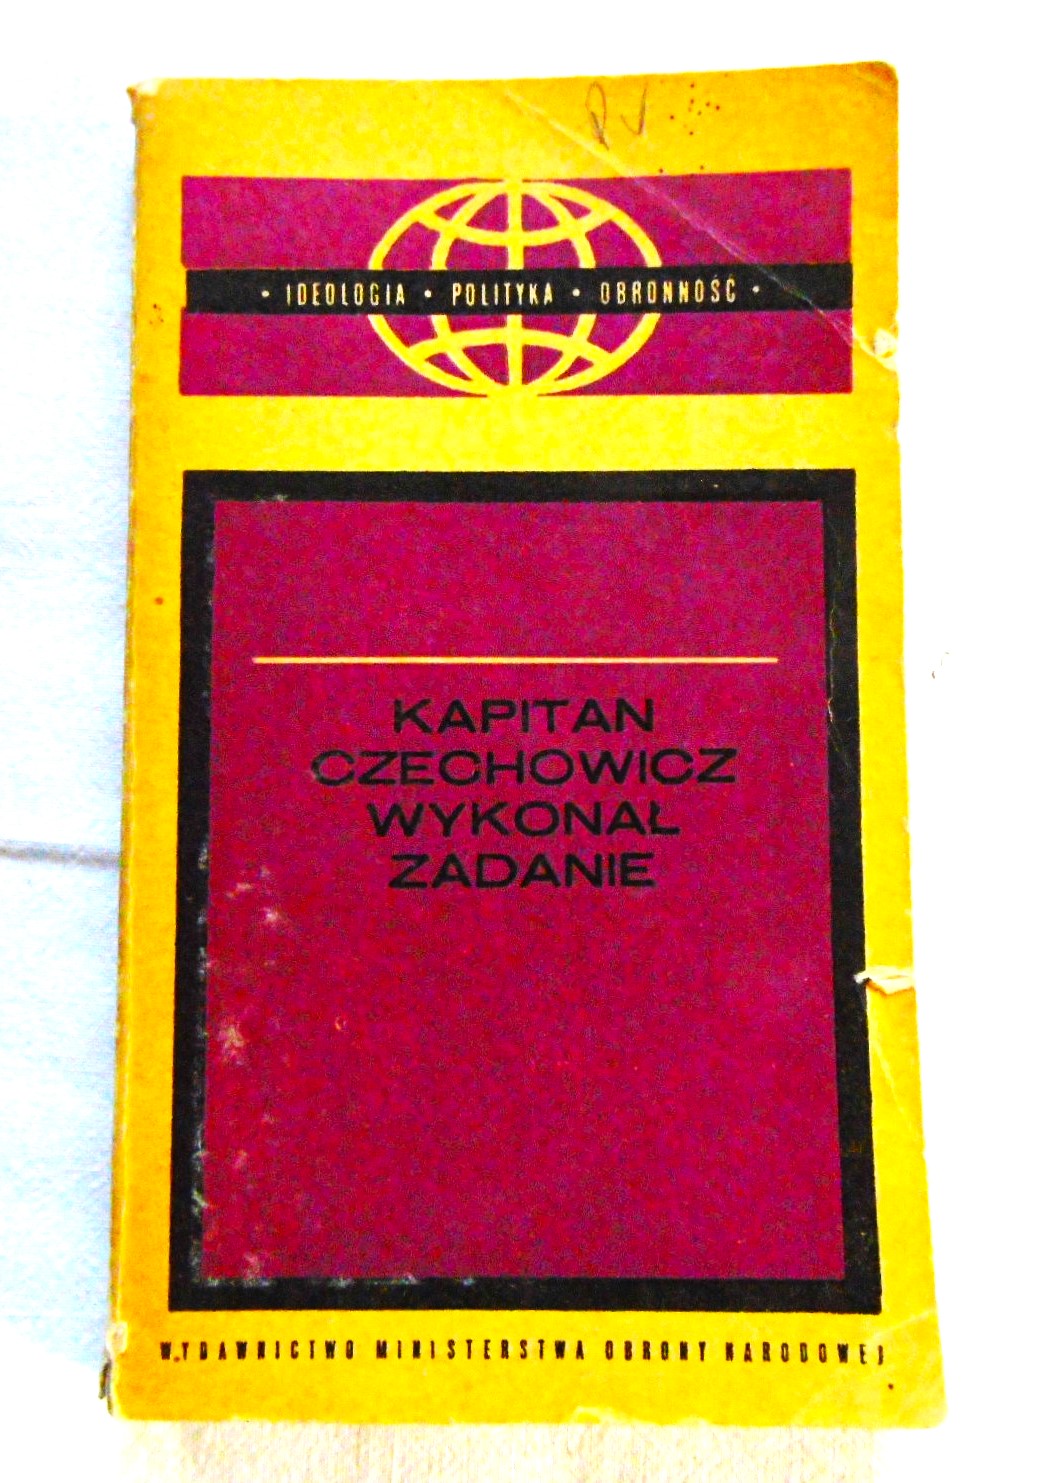 • IDEOLOGIA • POLITYKA • OBRONNOŚĆ •
KAPITAN
CZECHOWICZ
WYKONAŁ
ZADANIE
WYDAWNICTWO MINISTERSTWA OBRONY NARODOWEJ